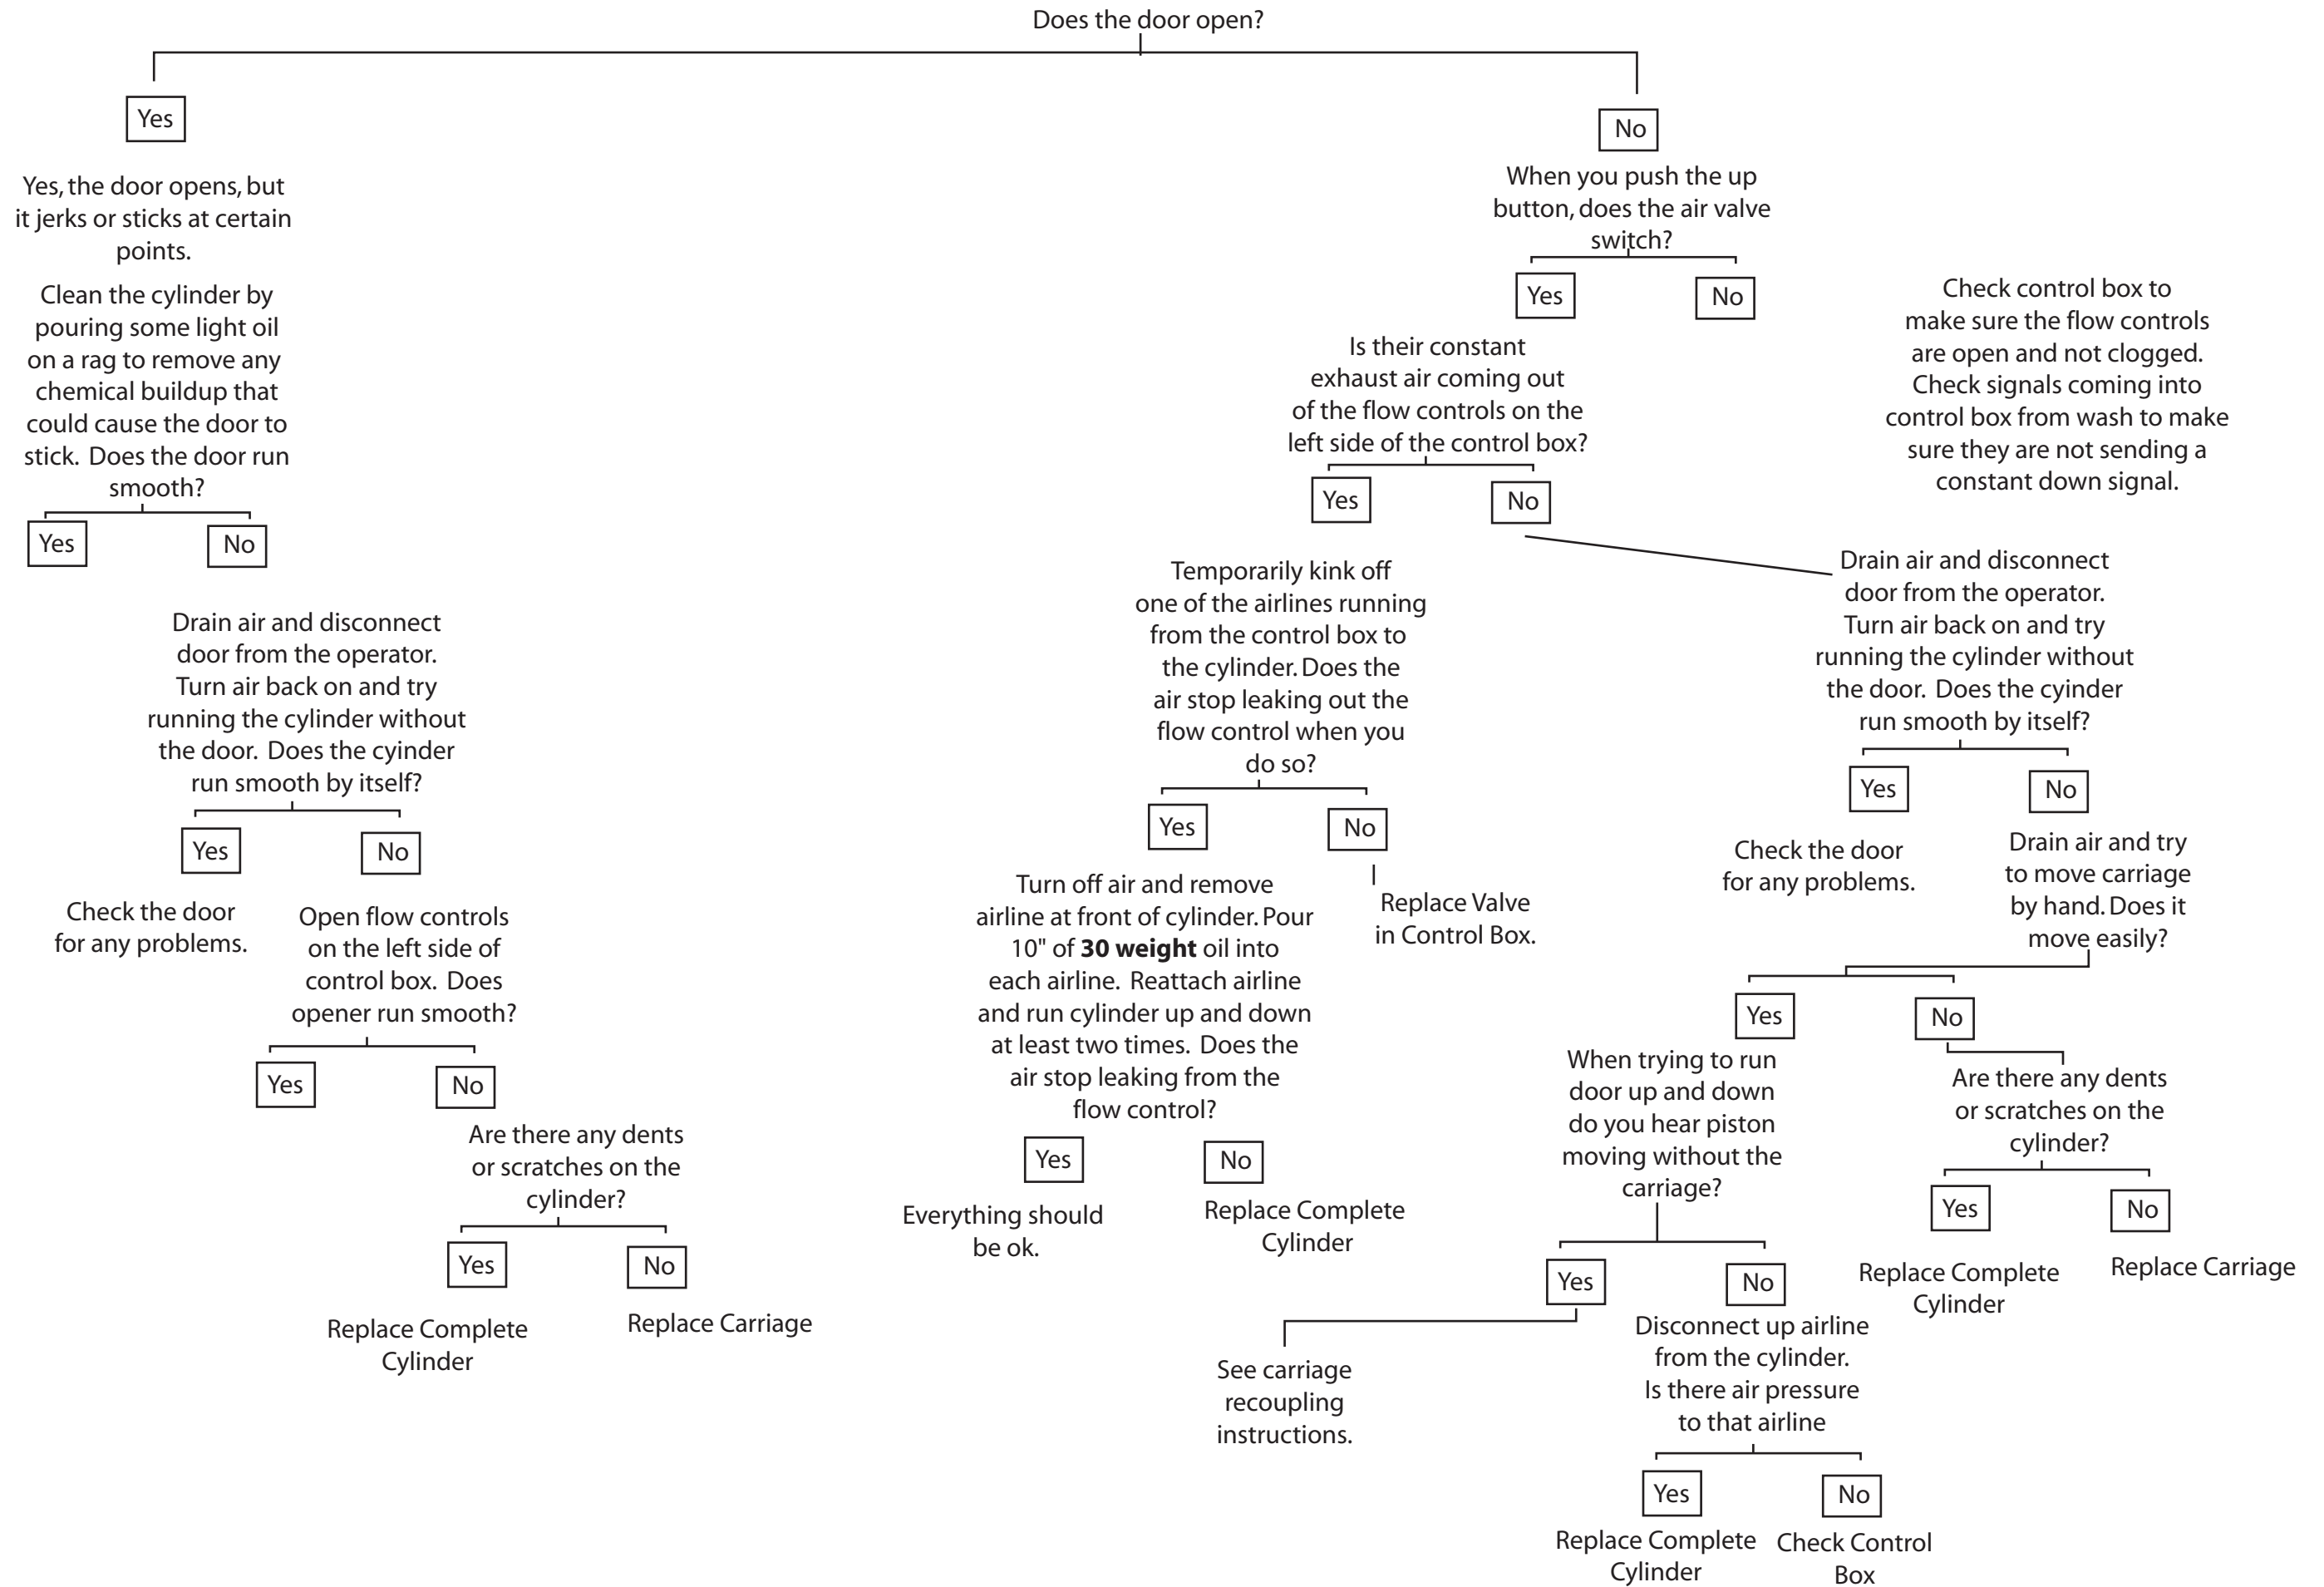 Does the door open?
Yes
Yes, the door opens, but
it jerks or sticks at certain
points.
Clean the cylinder by
pouring some light oil
on a rag to remove any
chemical buildup that
could cause the door to
stick. Does the door run
smooth?
Yes
No
Drain air and disconnect
door from the operator.
Turn air back on and try
running the cylinder without
the door. Does the cyinder
run smooth by itself?
Yes
No
Check the door
for any problems.
Open flow controls
on the left side of
control box. Does
opener run smooth?
Yes
No
Are there any dents
or scratches on the
cylinder?
Yes
No
Replace Complete
Cylinder
Replace Carriage
No
When you push the up
button, does the air valve
switch?
Yes
No
Check control box to
make sure the flow controls
are open and not clogged.
Check signals coming into
control box from wash to make
sure they are not sending a
constant down signal.
Is their constant
exhaust air coming out
of the flow controls on the
left side of the control box?
Yes
No
Temporarily kink off
one of the airlines running
from the control box to
the cylinder. Does the
air stop leaking out the
flow control when you
do so?
Yes
No
Turn off air and remove
airline at front of cylinder. Pour
10" of 30 weight oil into
each airline. Reattach airline
and run cylinder up and down
at least two times. Does the
air stop leaking from the
flow control?
Replace Valve
in Control Box.
Yes
No
Everything should
be ok.
Replace Complete
Cylinder
Drain air and disconnect
door from the operator.
Turn air back on and try
running the cylinder without
the door. Does the cyinder
run smooth by itself?
Yes
No
Check the door
for any problems.
Drain air and try
to move carriage
by hand. Does it
move easily?
Yes
No
When trying to run
door up and down
do you hear piston
moving without the
carriage?
Yes
No
See carriage
recoupling
instructions.
Disconnect up airline
from the cylinder.
Is there air pressure
to that airline
Yes
No
Replace Complete
Cylinder
Check Control
Box
Are there any dents
or scratches on the
cylinder?
Yes
No
Replace Complete
Cylinder
Replace Carriage